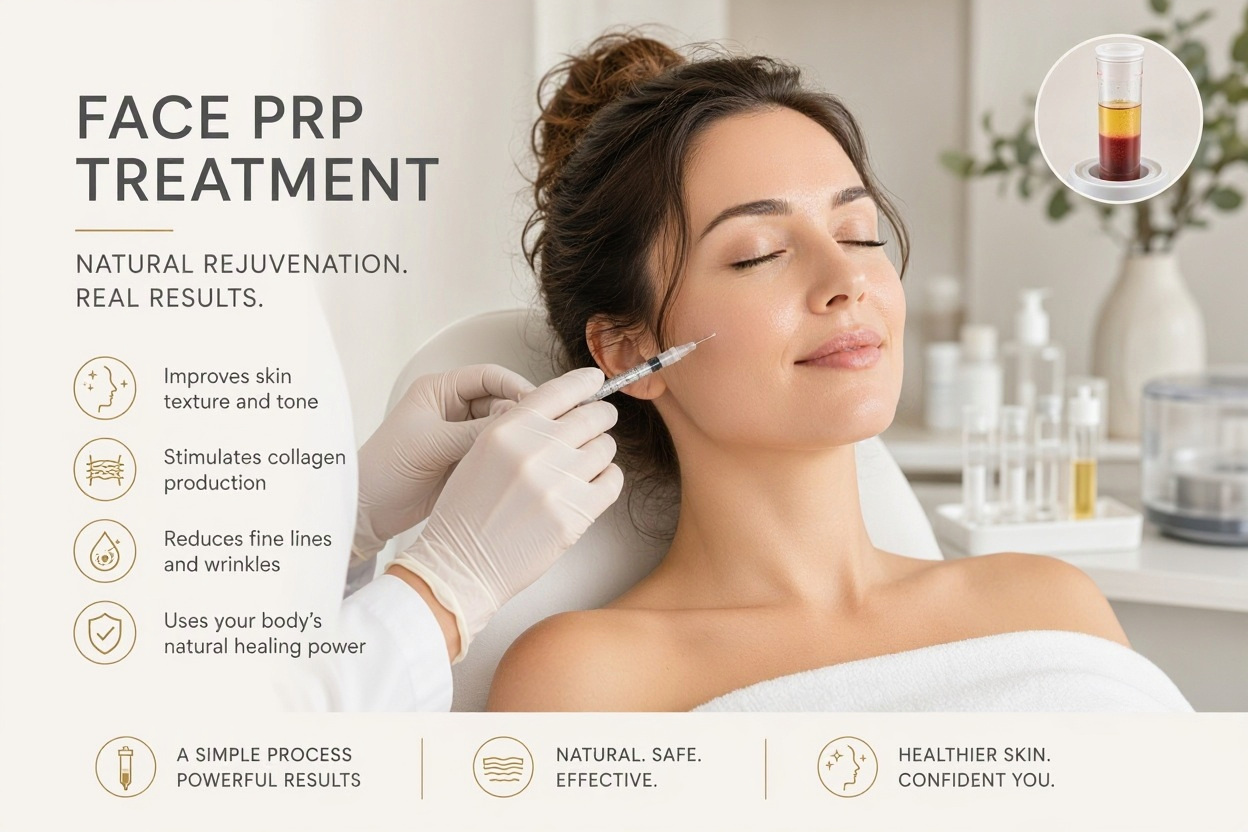 FACE PRP
TREATMENT
NATURAL REJUVENATION.
REAL RESULTS.
Improves skin
texture and tone
Stimulates collagen
production
Reduces fine lines
and wrinkles
Uses your body's
natural healing power
A SIMPLE PROCESS
POWERFUL RESULTS
NATURAL. SAFE.
EFFECTIVE.
HEALTHIER SKIN.
CONFIDENT YOU.